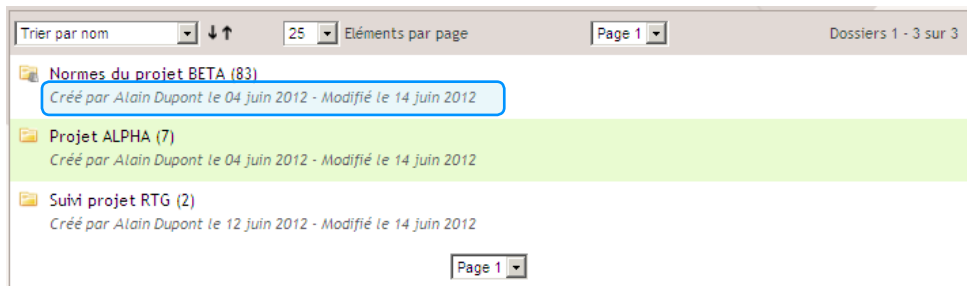 Trier par nom 25 Eléments par page Page 1 Dossiers 1 - 3 sur 3
Normes du projet BETA (83)
Créé par Alain Dupont le 04 juin 2012 - Modifié le 14 juin 2012
Projet ALPHA (7)
Créé par Alain Dupont le 04 juin 2012 - Modifié le 14 juin 2012
Suivi projet RTG (2)
Créé par Alain Dupont le 12 juin 2012 - Modifié le 14 juin 2012
Page 1